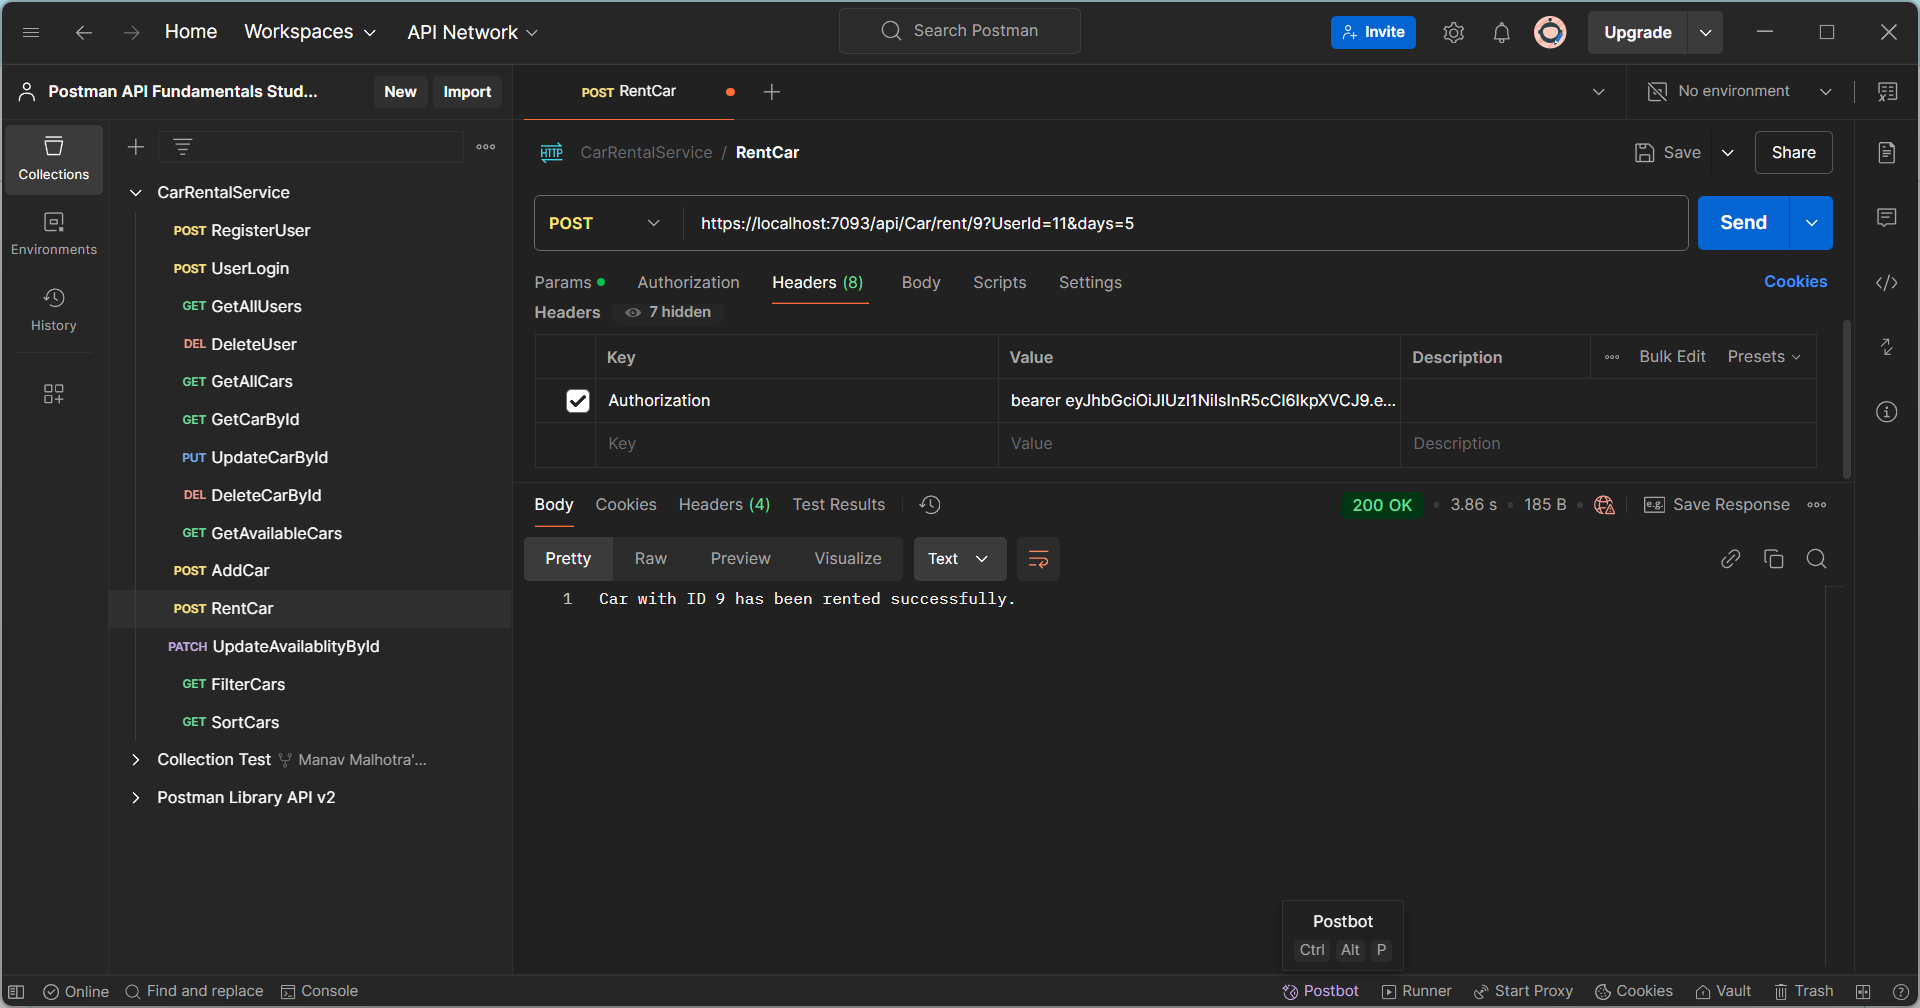 Home Workspaces API Network Search Postman Invite Upgrade
Postman API Fundamentals Stud... New Import POST RentCar No environment
Collections
Environments
History
CarRentalService
POST RegisterUser
POST UserLogin
GET GetAllUsers
DEL DeleteUser
GET GetAllCars
GET GetCarById
PUT UpdateCarById
DEL DeleteCarById
GET GetAvailableCars
POST AddCar
POST RentCar
PATCH UpdateAvailablityById
GET FilterCars
GET SortCars
Collection Test Manav Malhotra'...
Postman Library API v2
HTTP CarRentalService / RentCar Save Share
POST https://localhost:7093/api/Car/rent/9?UserId=11&days=5 Send
Params Authorization Headers (8) Body Scripts Settings Cookies
Headers 7 hidden
Key Value Description Bulk Edit Presets
Authorization bearer eyJhbGciOiJIUzI1NiIsInR5cCI6IkpXVCJ9.e...
Key Value Description
Body Cookies Headers (4) Test Results 200 OK 3.86 s 185 B e.g. Save Response
Pretty Raw Preview Visualize Text
1 Car with ID 9 has been rented successfully.
Postbot
Ctrl Alt P
Online Find and replace Console Postbot Runner Start Proxy Cookies Vault Trash